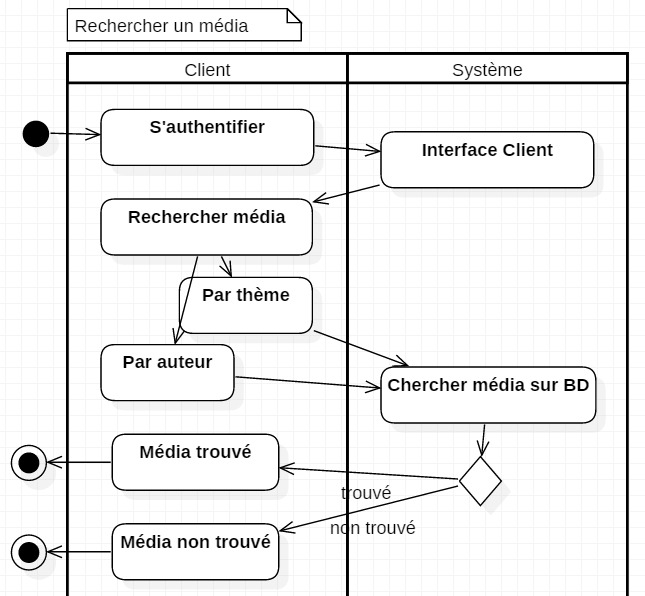 Rechercher un média
Client
Système
S'authentifier
Interface Client
Rechercher média
Par thème
Par auteur
Chercher média sur BD
Média trouvé
trouvé
non trouvé
Média non trouvé